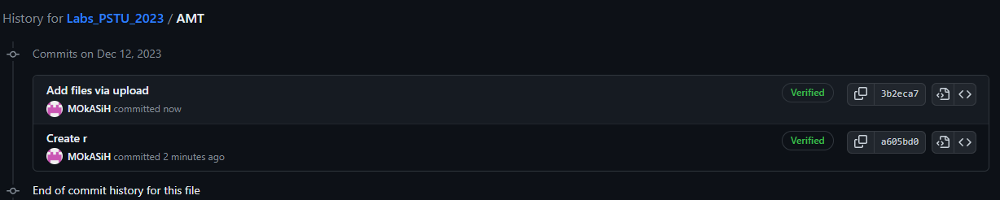 History for Labs_PSTU_2023 / AMT
Commits on Dec 12, 2023
Add files via upload
MOkASiH committed now
Verified
3b2eca7
Create r
MOkASiH committed 2 minutes ago
Verified
a605bd0
End of commit history for this file